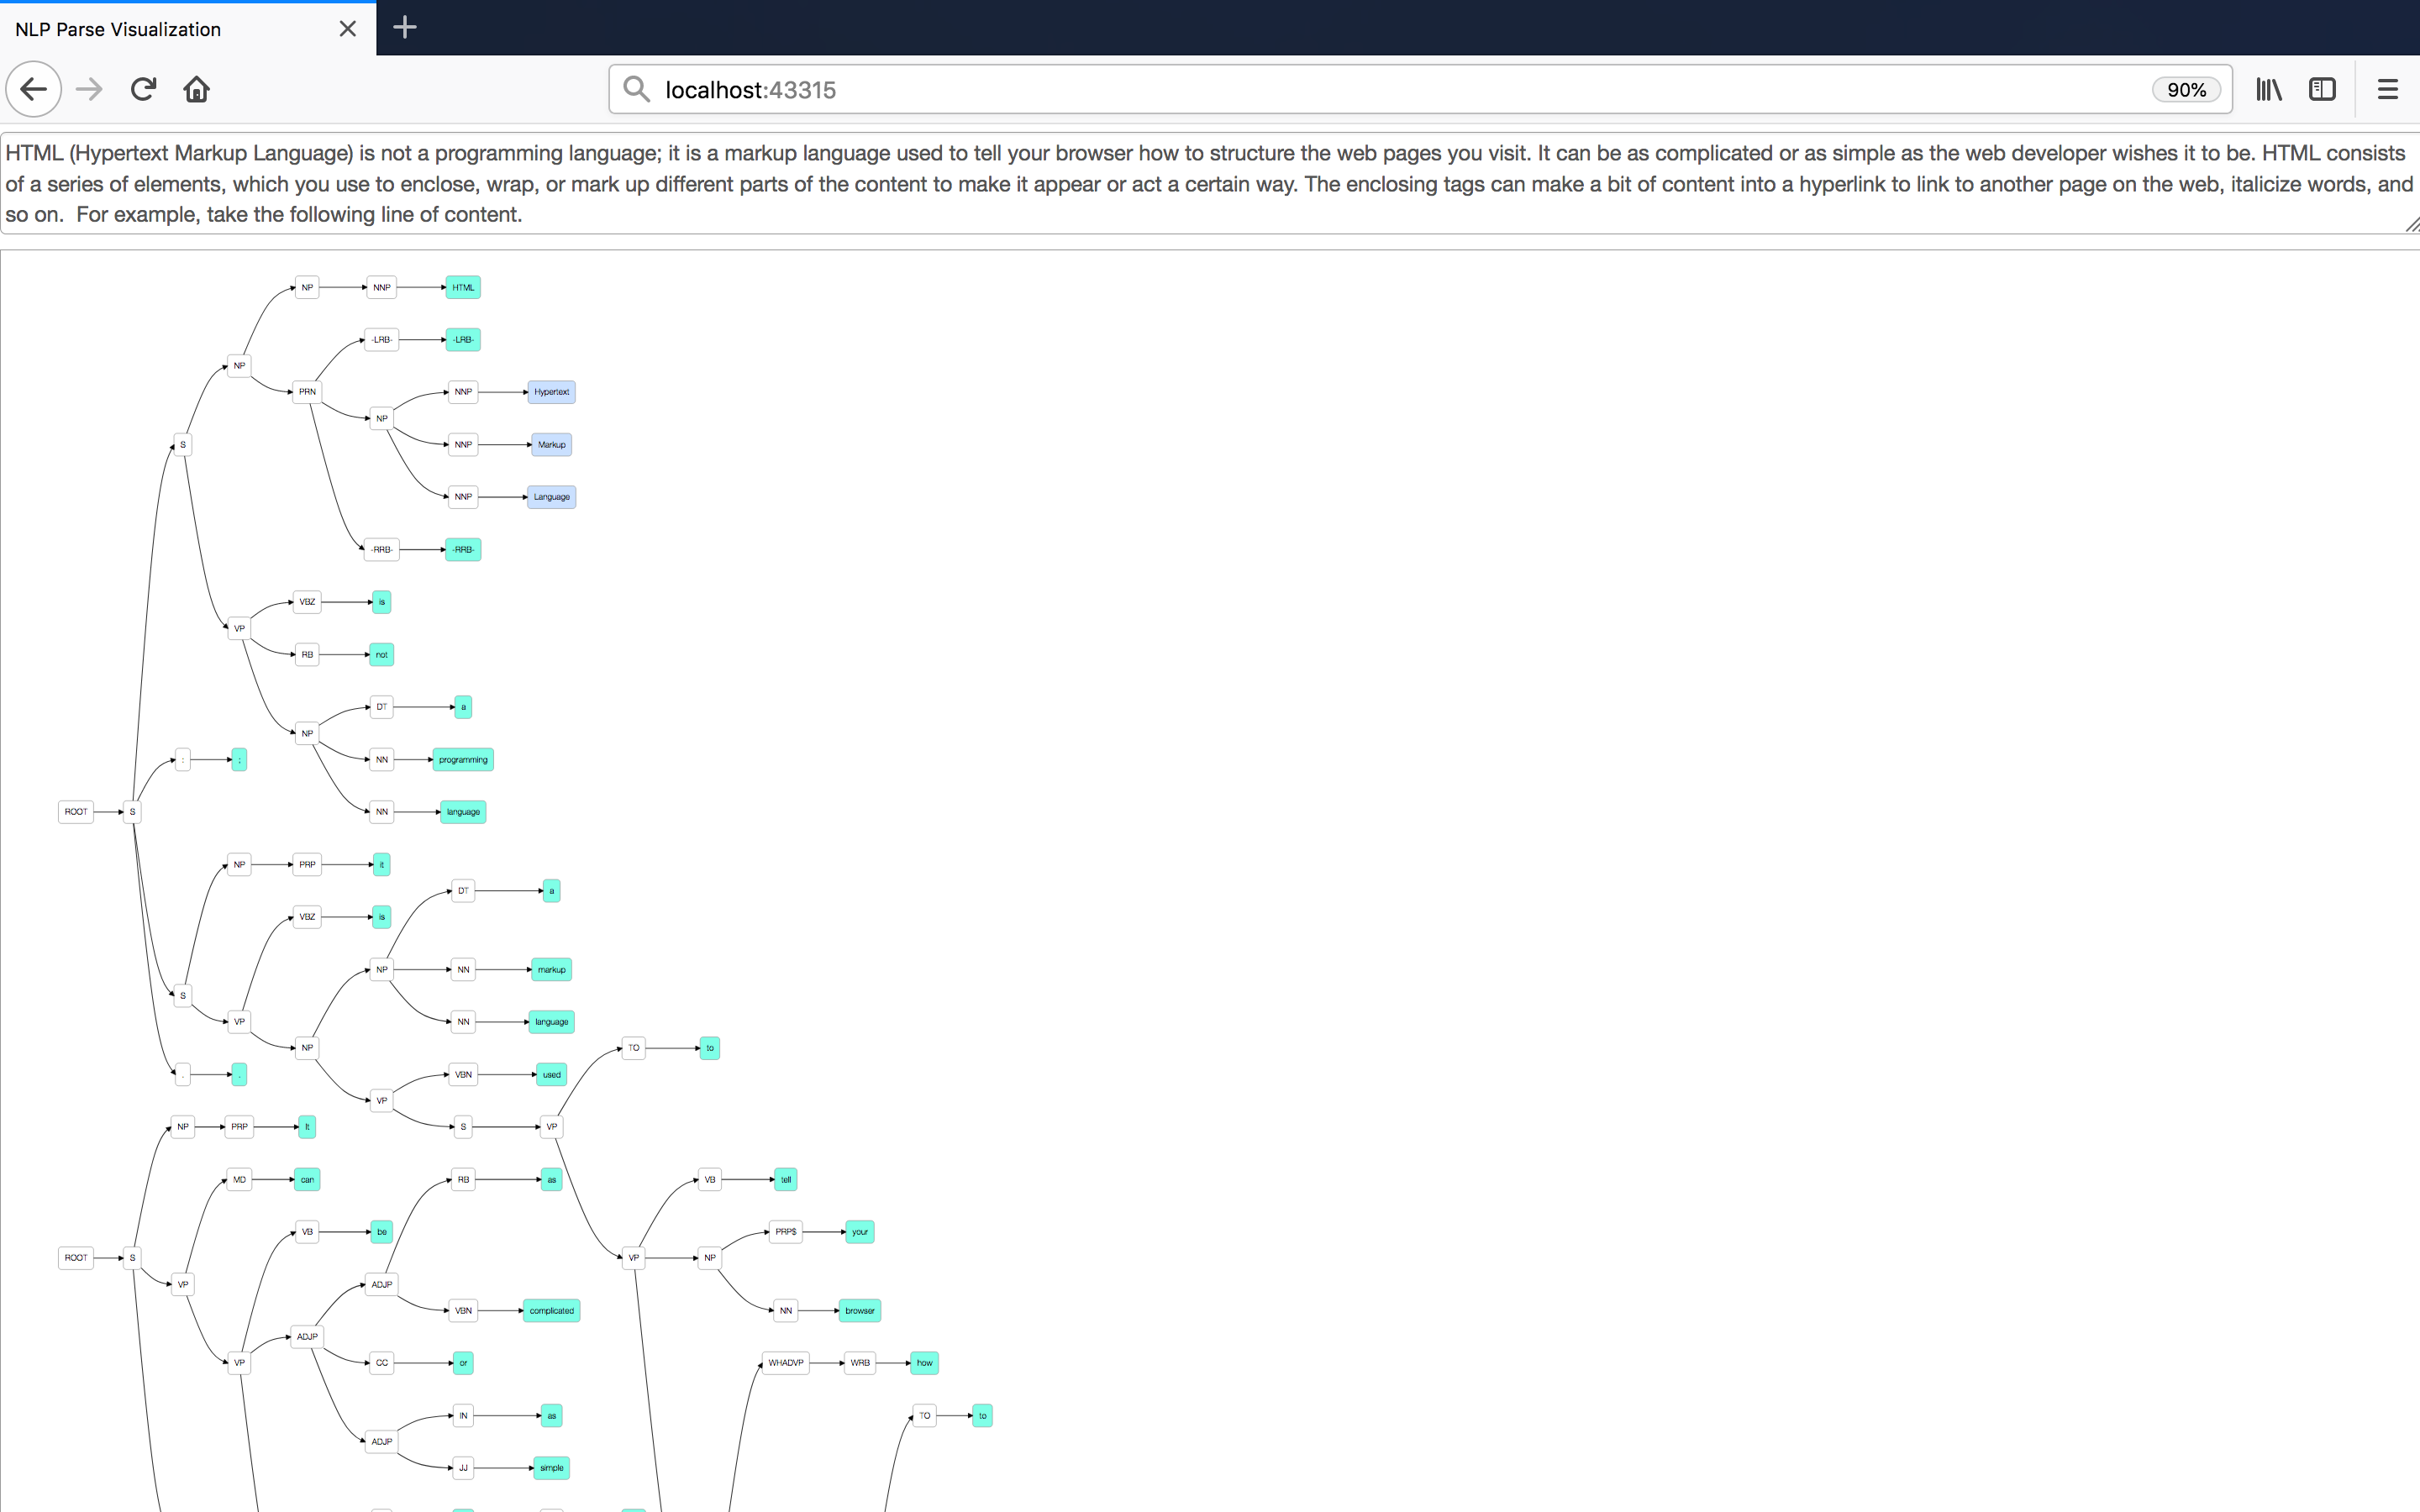 NLP Parse Visualization
localhost:43315
90%
HTML (Hypertext Markup Language) is not a programming language; it is a markup language used to tell your browser how to structure the web pages you visit. It can be as complicated or as simple as the web developer wishes it to be. HTML consists
of a series of elements, which you use to enclose, wrap, or mark up different parts of the content to make it appear or act a certain way. The enclosing tags can make a bit of content into a hyperlink to link to another page on the web, italicize words, and
so on.  For example, take the following line of content.
NP NNP HTML
-LRB- -LRB-
NP
PRN NNP Hypertext
NP
S NNP Markup
NNP Language
-RRB- -RRB-
VBZ is
VP
RB not
DT a
NP
: ; NN programming
ROOT S NN language
NP PRP it
DT a
VBZ is
NP NN markup
S
VP NN language
NP TO to
. . VBN used
VP
NP PRP It S VP
MD can RB as VB tell
VB be PRP$ your
ROOT S VP NP
VP ADJP
VBN complicated NN browser
ADJP
VP CC or WHADVP WRB how
IN as TO to
ADJP
JJ simple